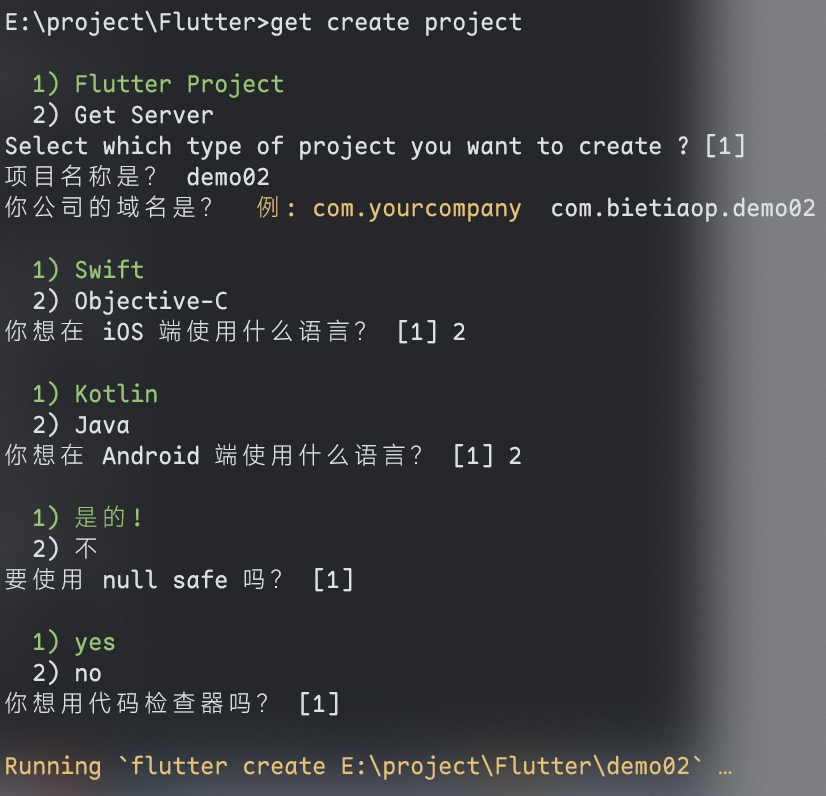 E:\project\Flutter>get create project
1) Flutter Project
2) Get Server
Select which type of project you want to create ? [1]
项目名称是? demo02
你公司的域名是? 例: com.yourcompany com.bietiaop.demo02
1) Swift
2) Objective-C
你想在 iOS 端使用什么语言? [1] 2
1) Kotlin
2) Java
你想在 Android 端使用什么语言? [1] 2
1) 是的!
2) 不
要使用 null safe 吗? [1]
1) yes
2) no
你想用代码检查器吗? [1]
Running `flutter create E:\project\Flutter\demo02` …